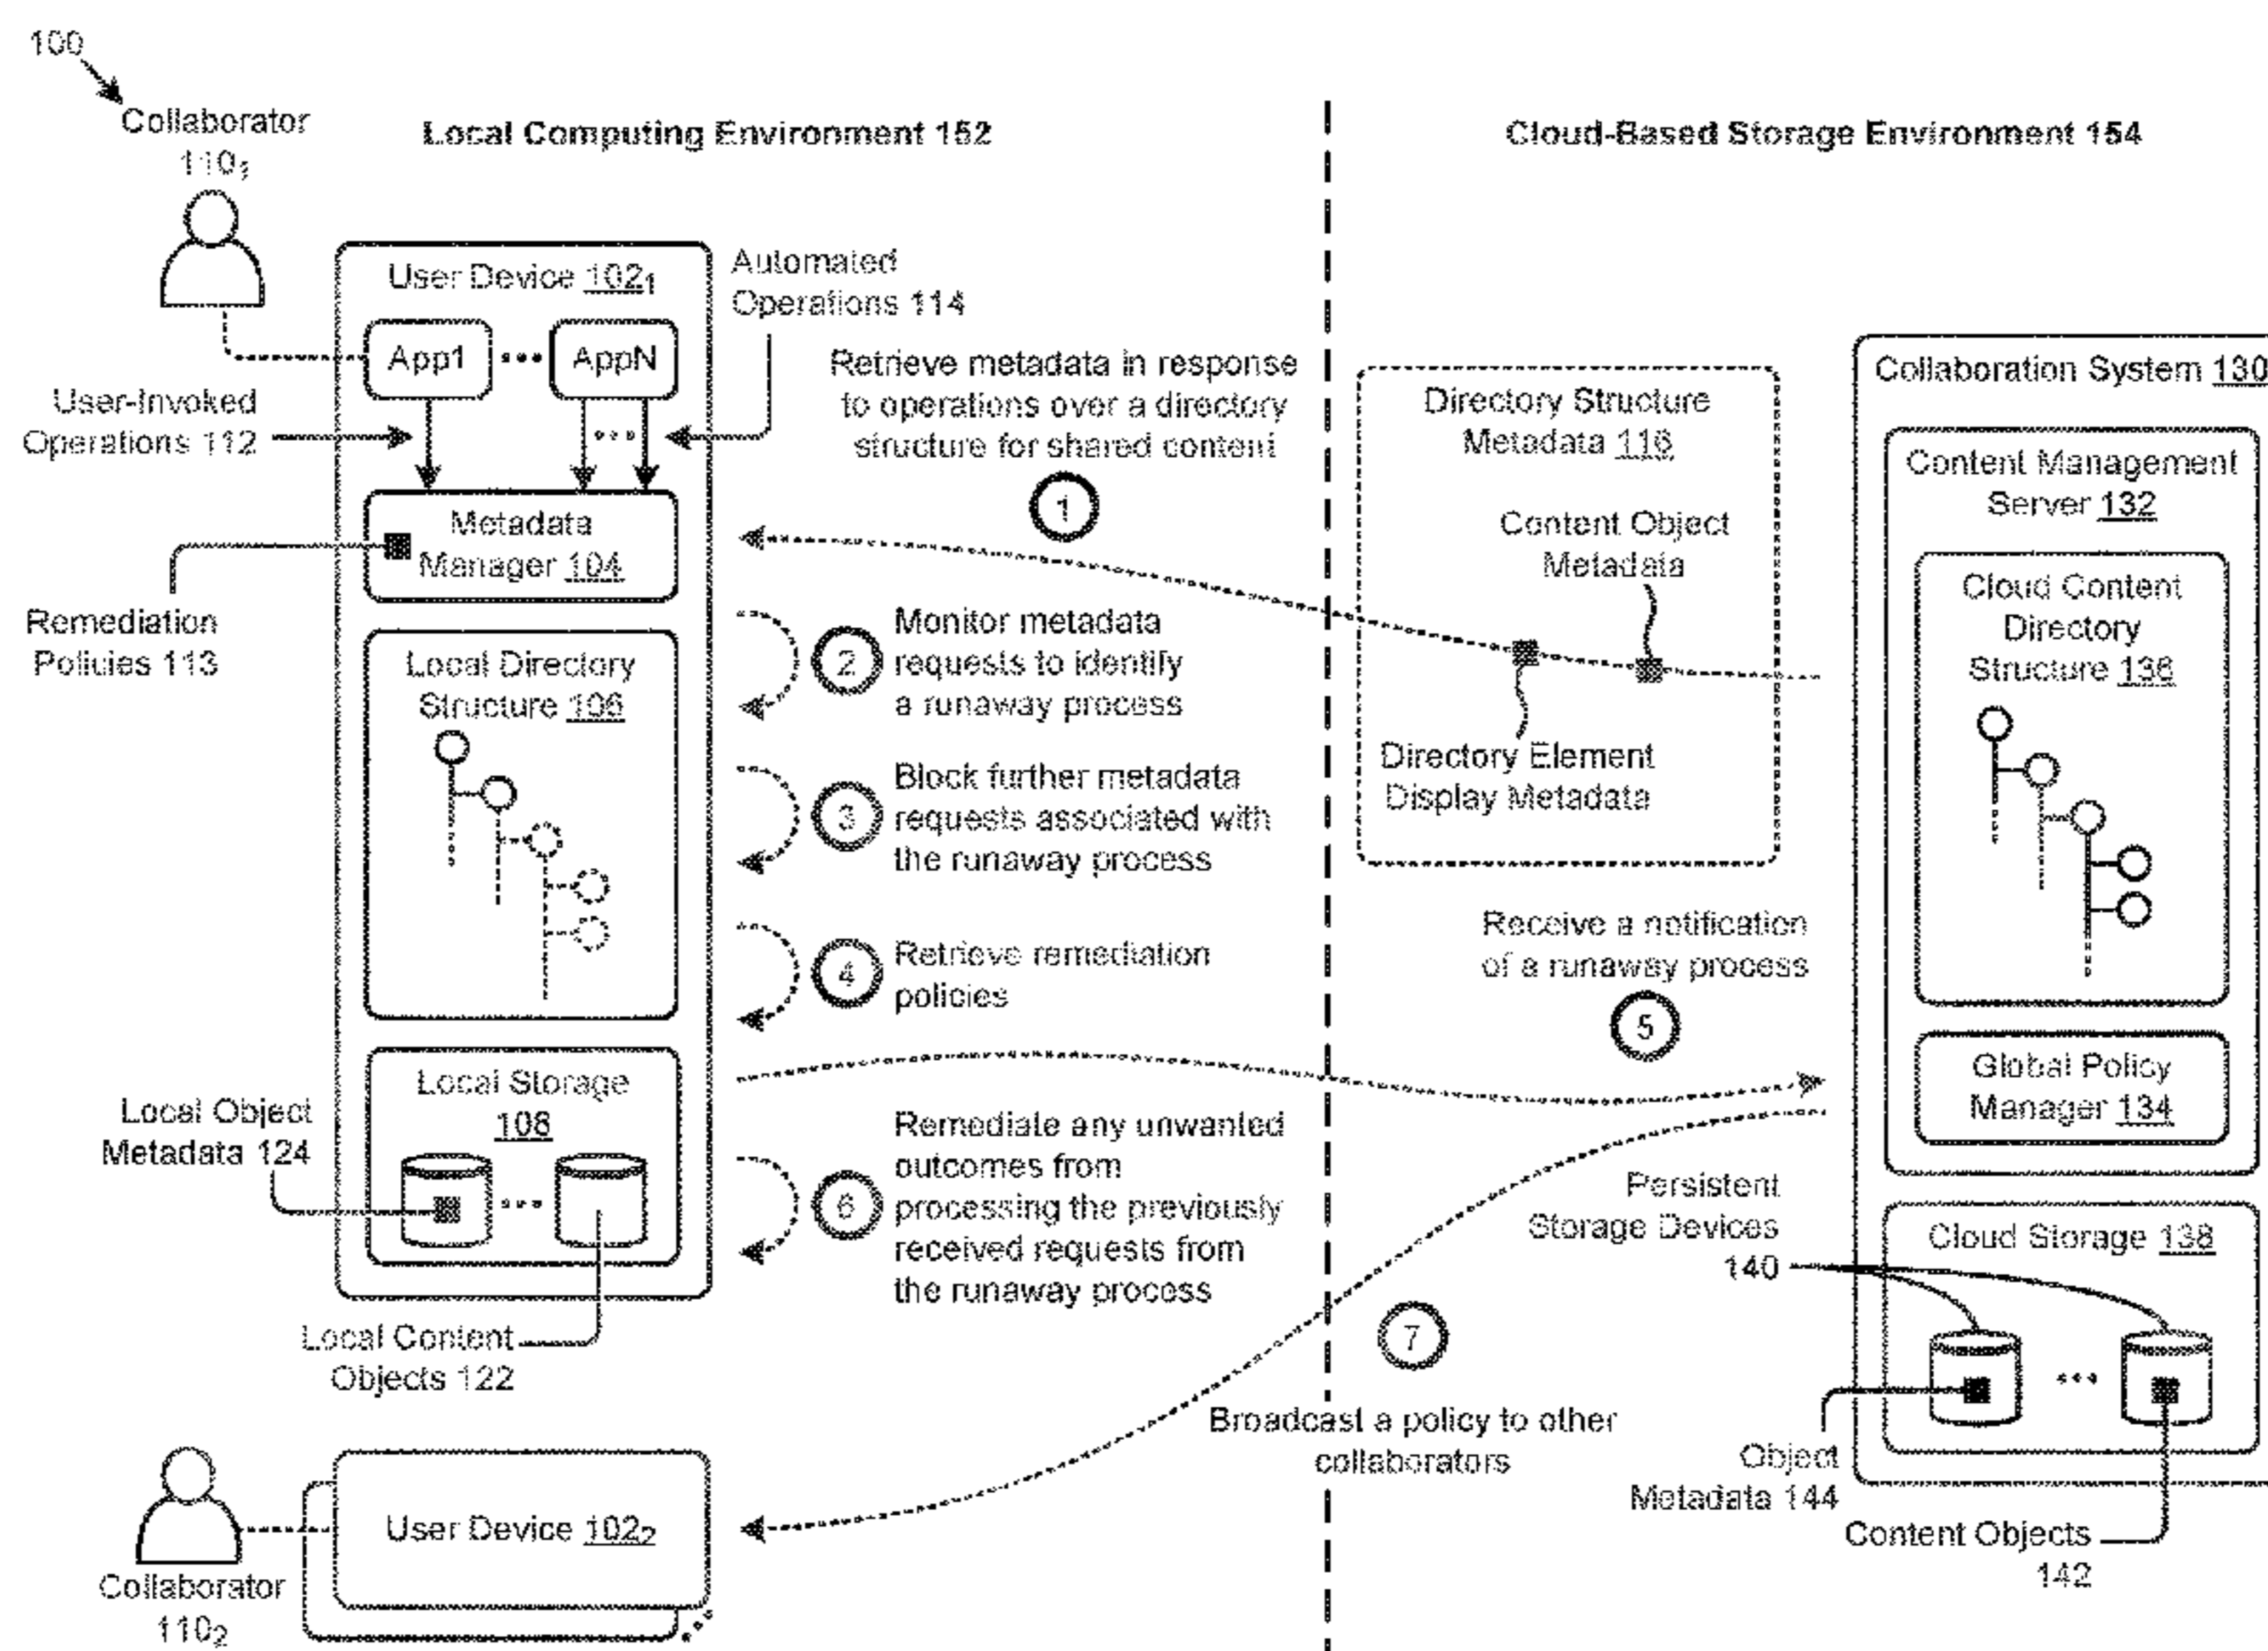 100
Collaborator
110₁
Local Computing Environment 152
Cloud-Based Storage Environment 154
User Device 102₁
App1
AppN
Automated
Operations 114
User-Invoked
Operations 112
Metadata
Manager 104
Remediation
Policies 113
Local Directory
Structure 106
Local Storage
108
Local Object
Metadata 124
Local Content
Objects 122
User Device 102₂
Collaborator
110₂
Retrieve metadata in response
to operations over a directory
structure for shared content
1
2
Monitor metadata
requests to identify
a runaway process
3
Block further metadata
requests associated with
the runaway process
4
Retrieve remediation
policies
Receive a notification
of a runaway process
5
6
Remediate any unwanted
outcomes from
processing the previously
received requests from
the runaway process
7
Broadcast a policy to other
collaborators
Directory Structure
Metadata 116
Content Object
Metadata
Directory Element
Display Metadata
Collaboration System 130
Content Management
Server 132
Cloud Content
Directory
Structure 136
Global Policy
Manager 134
Persistent
Storage Devices
140
Cloud Storage 138
Object
Metadata 144
Content Objects
142